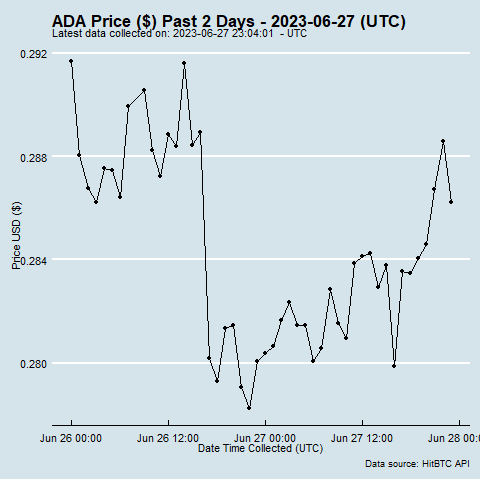 ADA Price ($) Past 2 Days - 2023-06-27 (UTC)
Latest data collected on: 2023-06-27 23:04:01 - UTC
0.292
0.288
0.284
0.280
Price USD ($)
Jun 26 00:00 Jun 26 12:00 Jun 27 00:00 Jun 27 12:00 Jun 28 00:0
Date Time Collected (UTC)
Data source: HitBTC API